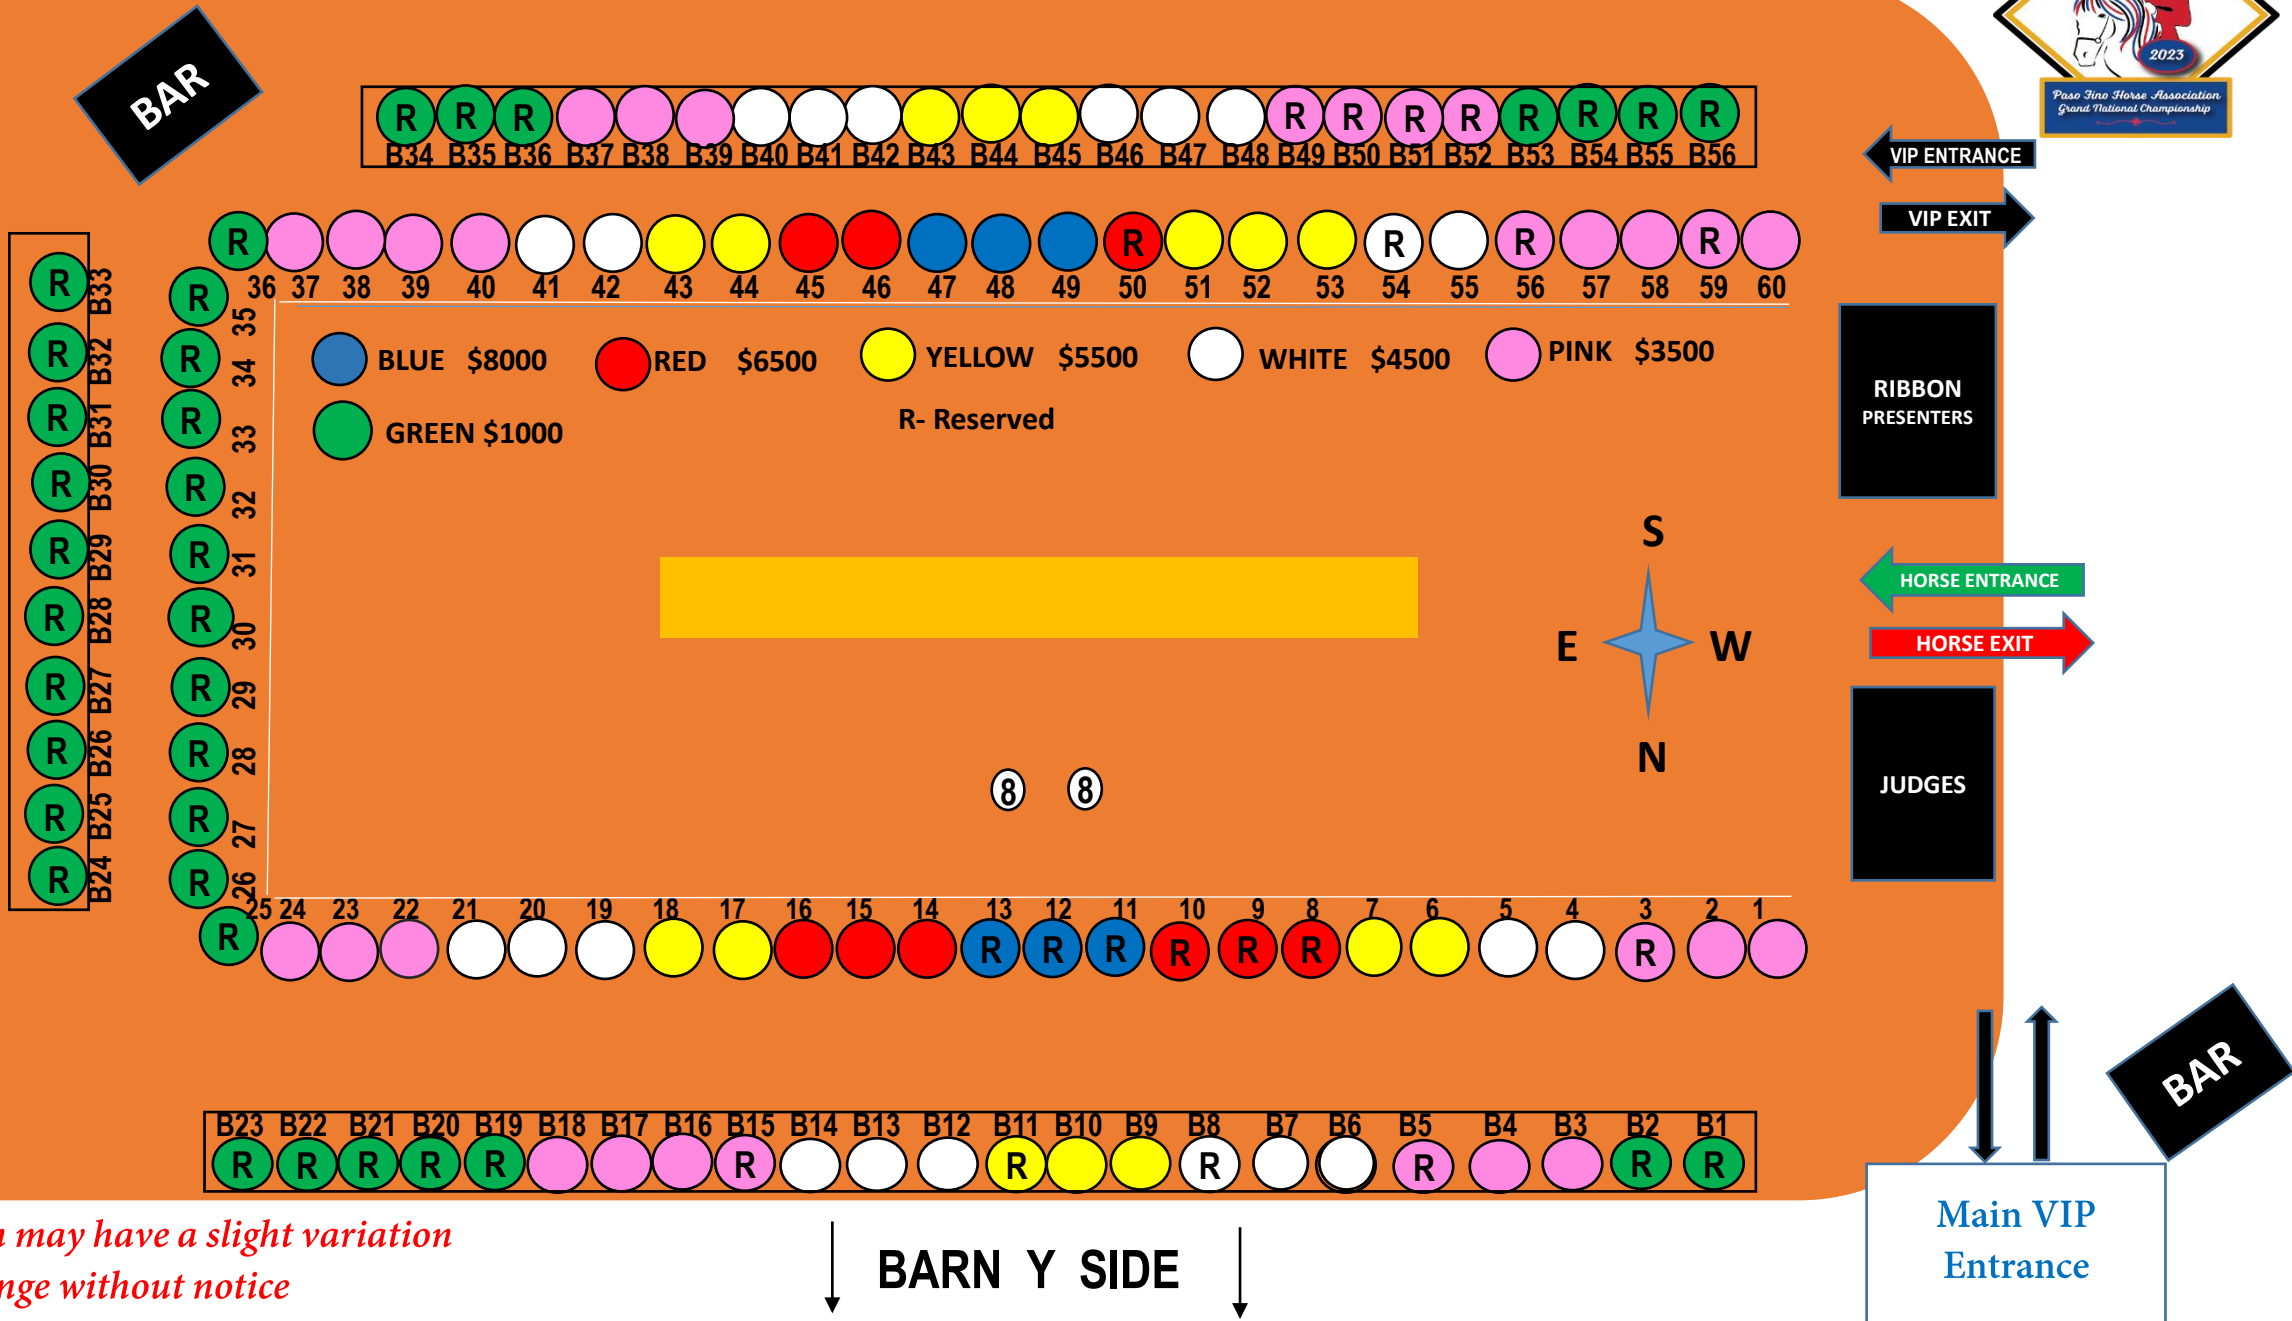 2023
Paso Fino Horse Association
Grand National Championship
BAR
R R R R R R R R R R R
B34 B35 B36 B37 B38 B39 B40 B41 B42 B43 B44 B45 B46 B47 B48 B49 B50 B51 B52 B53 B54 B55 B56
VIP ENTRANCE
VIP EXIT
R R R R R
36 37 38 39 40 41 42 43 44 45 46 47 48 49 50 51 52 53 54 55 56 57 58 59 60
R B33 R 35
R B32 R 34
R B31 R 33
R B30 R 32
R B29 R 31
R B28 R 30
R B27 R 29
R B26 R 28
R B25 R 27
R B24 R 26
BLUE $8000
RED $6500
YELLOW $5500
WHITE $4500
PINK $3500
GREEN $1000
R- Reserved
RIBBON
PRESENTERS
S
E W
N
HORSE ENTRANCE
HORSE EXIT
JUDGES
8 8
25 24 23 22 21 20 19 18 17 16 15 14 13 12 11 10 9 8 7 6 5 4 3 2 1
R R R R R R R R
BAR
B23 B22 B21 B20 B19 B18 B17 B16 B15 B14 B13 B12 B11 B10 B9 B8 B7 B6 B5 B4 B3 B2 B1
R R R R R R R R R R R
may have a slight variation
nge without notice
BARN Y SIDE
Main VIP
Entrance